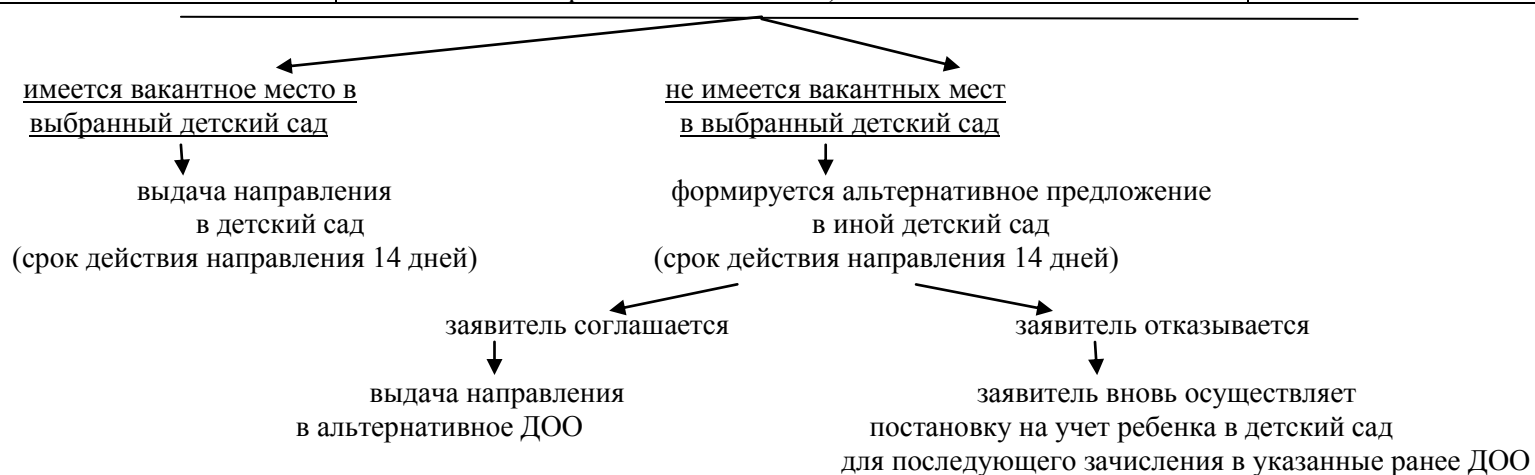 имеется вакантное место в
выбранный детский сад
выдача направления
в детский сад
(срок действия направления 14 дней)
не имеется вакантных мест
в выбранный детский сад
формируется альтернативное предложение
в иной детский сад
(срок действия направления 14 дней)
заявитель соглашается
выдача направления
в альтернативное ДОО
заявитель отказывается
заявитель вновь осуществляет
постановку на учет ребенка в детский сад
для последующего зачисления в указанные ранее ДОО